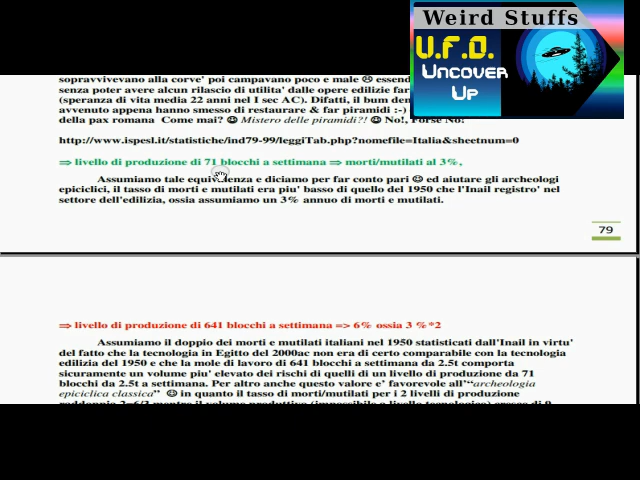 Weird Stuffs
U.F.O.
UNCOVER
UP
sopravvivevano alla corve' poi campavano poco e male ☹ essend
senza poter avere alcun rilascio di utilita' dalle opere edilizie far
(speranza di vita media 22 anni nel I sec AC). Difatti, il bum den
avvenuto appena hanno smesso di restaurare & far piramidi :-)
della pax romana Come mai? ☺ Mistero delle piramidi?! ☺ No!, Forse No!
http://www.ispesl.it/statistiche/ind79-99/leggiTab.php?nomefile=Italia&sheetnum=0
⇒ livello di produzione di 71 blocchi a settimana ⇒ morti/mutilati al 3%,
Assumiamo tale equivalenza e diciamo per far conto pari ☺ ed aiutare gli archeologi
epiciclici, il tasso di morti e mutilati era piu' basso di quello del 1950 che l'Inail registro' nel
settore dell'edilizia, ossia assumiamo un 3% annuo di morti e mutilati.
79
⇒ livello di produzione di 641 blocchi a settimana => 6% ossia 3 %*2
Assumiamo il doppio dei morti e mutilati italiani nel 1950 statisticati dall'Inail in virtu'
del fatto che la tecnologia in Egitto del 2000ac non era di certo comparabile con la tecnologia
edilizia del 1950 e che la mole di lavoro di 641 blocchi a settimana da 2.5t comporta
sicuramente un volume piu' elevato dei rischi di quelli di un livello di produzione da 71
blocchi da 2.5t a settimana. Per altro anche questo valore e' favorevole all'“archeologia
epiciclica classica” ☺ in quanto il tasso di morti/mutilati per i 2 livelli di produzione